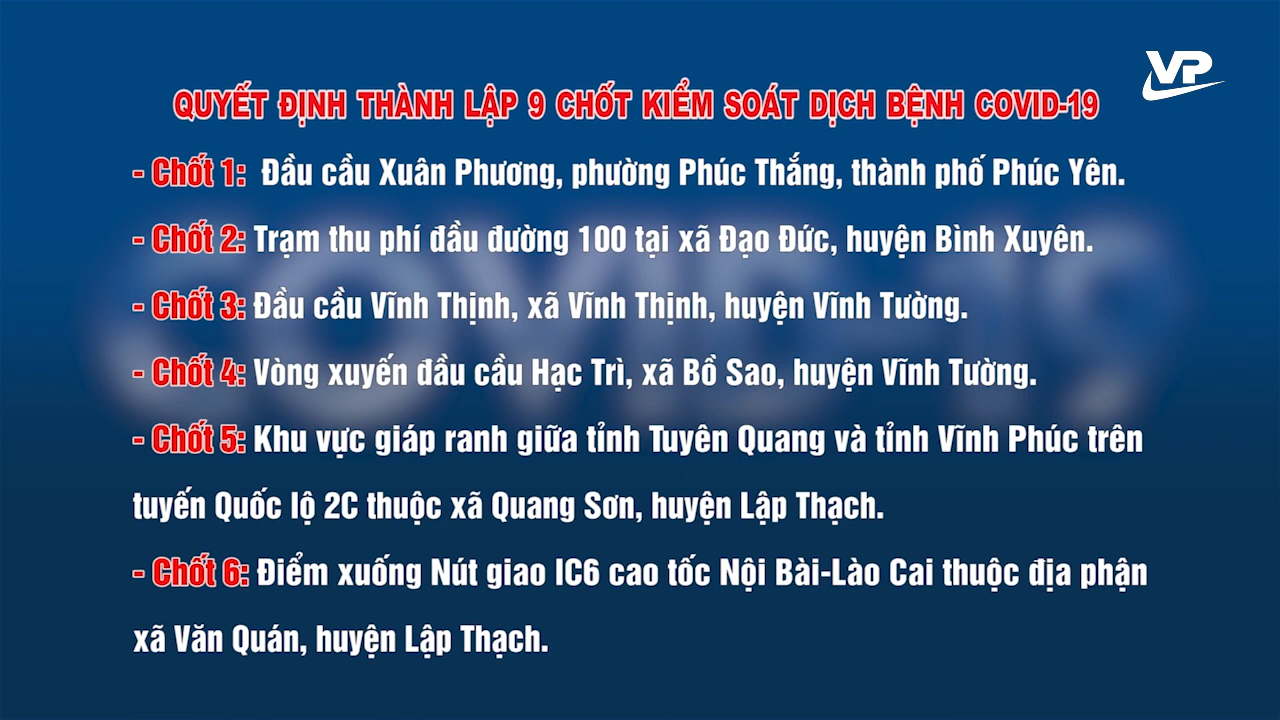 VP
QUYẾT ĐỊNH THÀNH LẬP 9 CHỐT KIỂM SOÁT DỊCH BỆNH COVID-19
- Chốt 1: Đầu cầu Xuân Phương, phường Phúc Thắng, thành phố Phúc Yên.
- Chốt 2: Trạm thu phí đầu đường 100 tại xã Đạo Đức, huyện Bình Xuyên.
- Chốt 3: Đầu cầu Vĩnh Thịnh, xã Vĩnh Thịnh, huyện Vĩnh Tường.
- Chốt 4: Vòng xuyến đầu cầu Hạc Trì, xã Bồ Sao, huyện Vĩnh Tường.
- Chốt 5: Khu vực giáp ranh giữa tỉnh Tuyên Quang và tỉnh Vĩnh Phúc trên
tuyến Quốc lộ 2C thuộc xã Quang Sơn, huyện Lập Thạch.
- Chốt 6: Điểm xuống Nút giao IC6 cao tốc Nội Bài-Lào Cai thuộc địa phận
xã Văn Quán, huyện Lập Thạch.
COVID-19